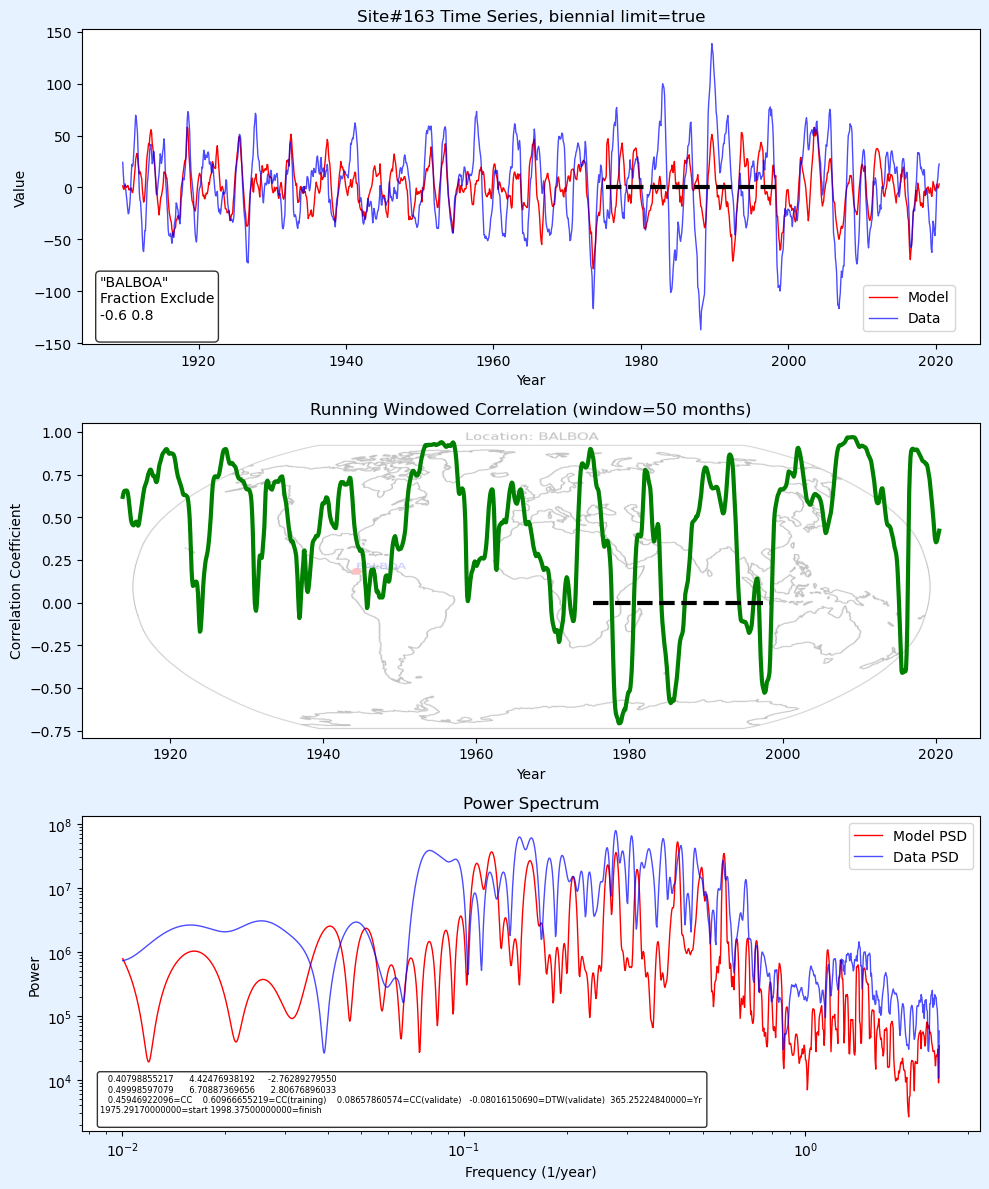 Site#163 Time Series, biennial limit=true
150
100
50
0
−50
−100
−150
Value
"BALBOA"
Fraction Exclude
-0.6 0.8
Model
Data
1920
1940
1960
1980
2000
2020
Year
Running Windowed Correlation (window=50 months)
Location: BALBOA
1.00
0.75
0.50
0.25
0.00
−0.25
−0.50
−0.75
Correlation Coefficient
BALBOA
1920
1940
1960
1980
2000
2020
Year
Power Spectrum
10^8
10^7
10^6
10^5
10^4
Power
Model PSD
Data PSD
0.40798855217 4.42476938192 -2.76289279550
0.49998597079 6.70887369656 2.80676896033
0.45946922096=CC 0.60966655219=CC(training) 0.08657860574=CC(validate) -0.08016150690=DTW(validate) 365.25224840000=Yr
1975.29170000000=start 1998.37500000000=finish
10^−2
10^−1
10^0
Frequency (1/year)